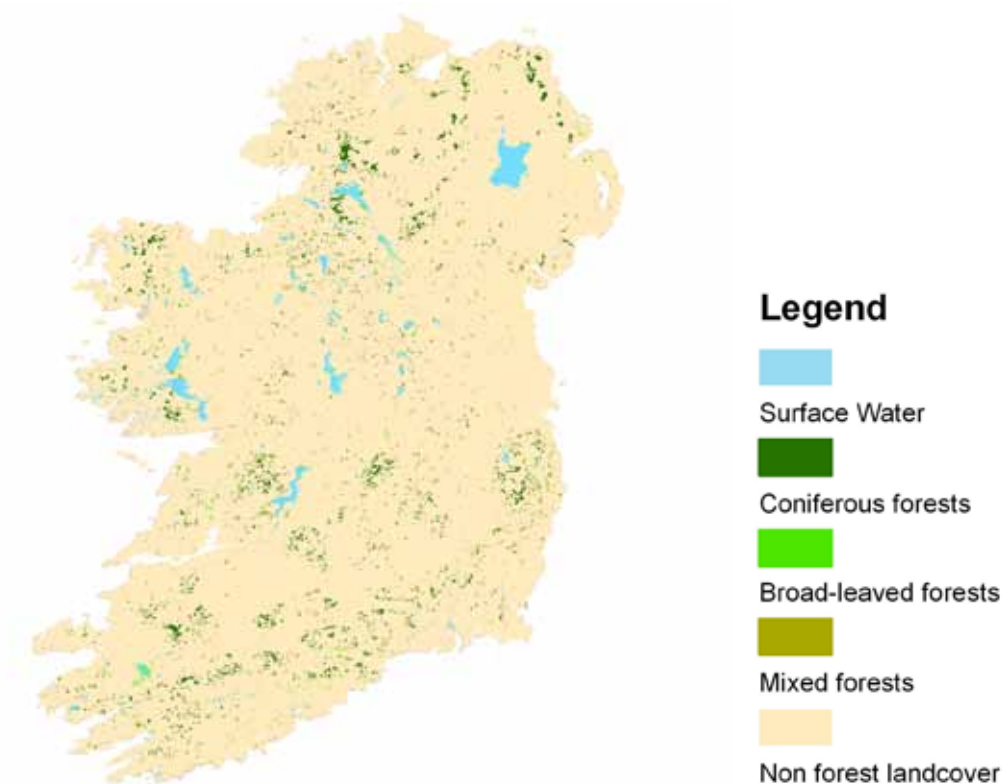 Legend
Surface Water
Coniferous forests
Broad-leaved forests
Mixed forests
Non forest landcover